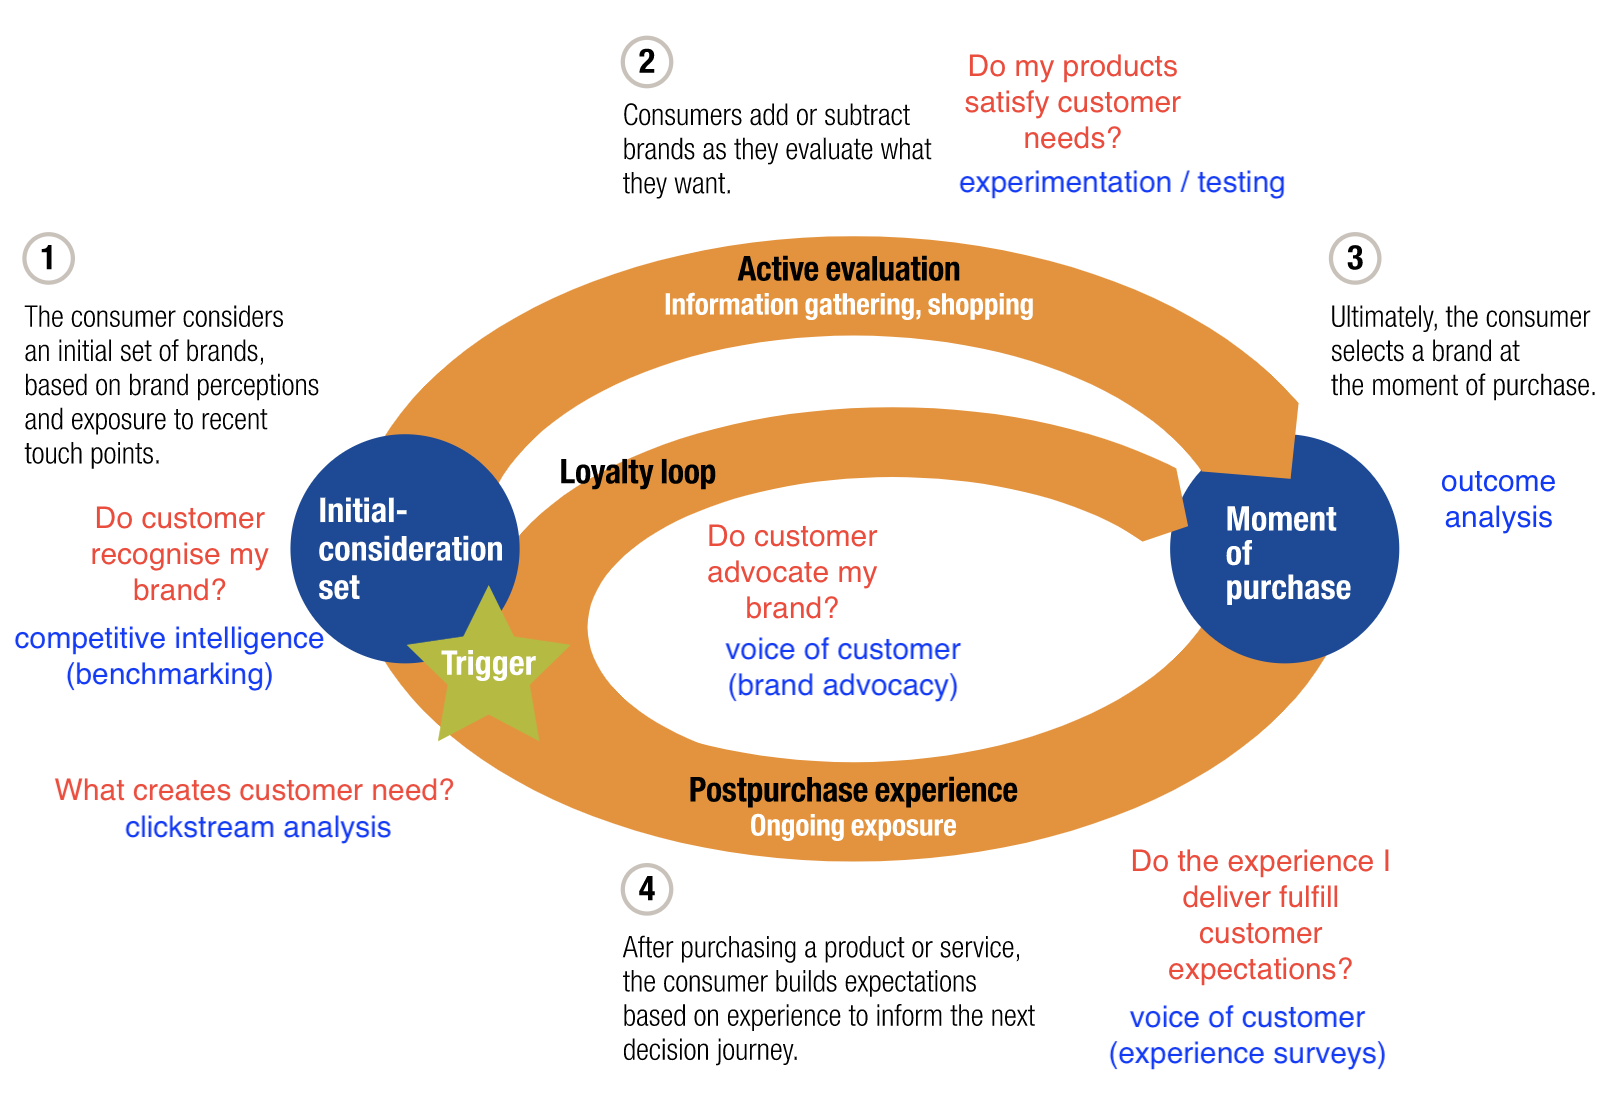 1
The consumer considers
an initial set of brands,
based on brand perceptions
and exposure to recent
touch points.
Do customer
recognise my
brand?
competitive intelligence
(benchmarking)
Initial-
consideration
set
Trigger
What creates customer need?
clickstream analysis
2
Consumers add or subtract
brands as they evaluate what
they want.
Do my products
satisfy customer
needs?
experimentation / testing
Active evaluation
Information gathering, shopping
Loyalty loop
Do customer
advocate my
brand?
voice of customer
(brand advocacy)
3
Ultimately, the consumer
selects a brand at
the moment of purchase.
outcome
analysis
Moment
of
purchase
Postpurchase experience
Ongoing exposure
4
After purchasing a product or service,
the consumer builds expectations
based on experience to inform the next
decision journey.
Do the experience I
deliver fulfill
customer
expectations?
voice of customer
(experience surveys)